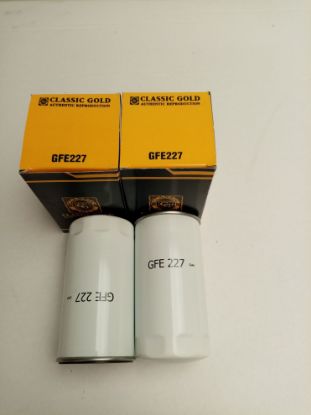 CLASSIC GOLD
AUTHENTIC REPRODUCTION
GFE227
CLASSIC GOLD
AUTHENTIC REPRODUCTION
GFE227
GFE 227
GFE 227